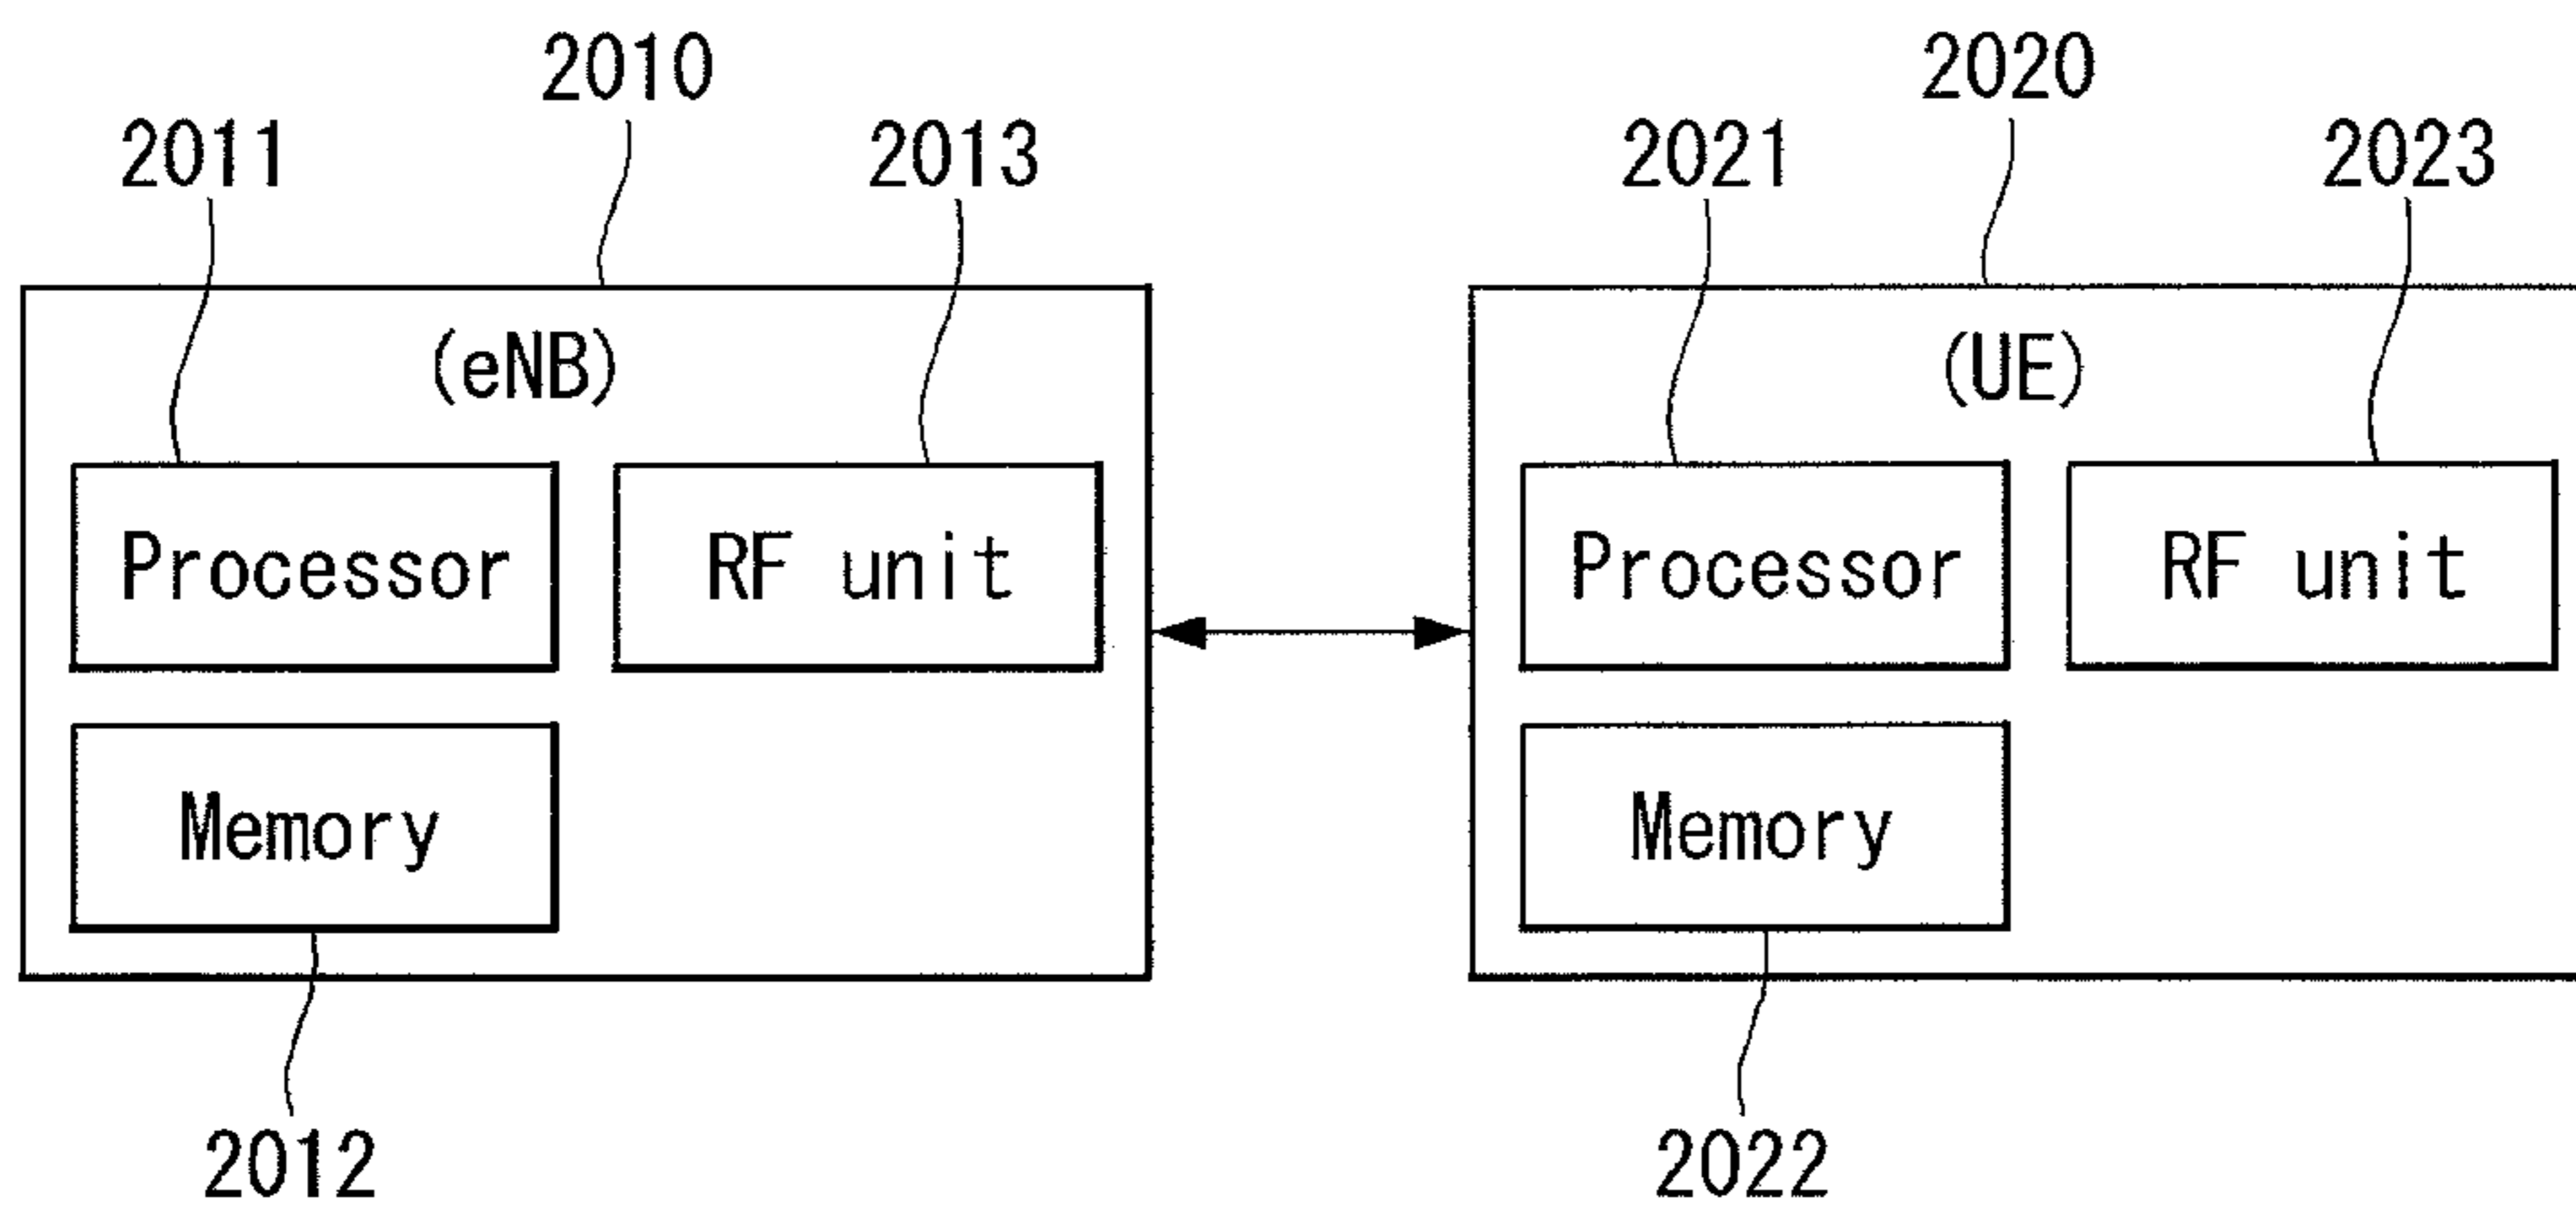 2010
2020
2011
2013
2021
2023
(eNB)
(UE)
Processor
RF unit
Processor
RF unit
Memory
Memory
2012
2022